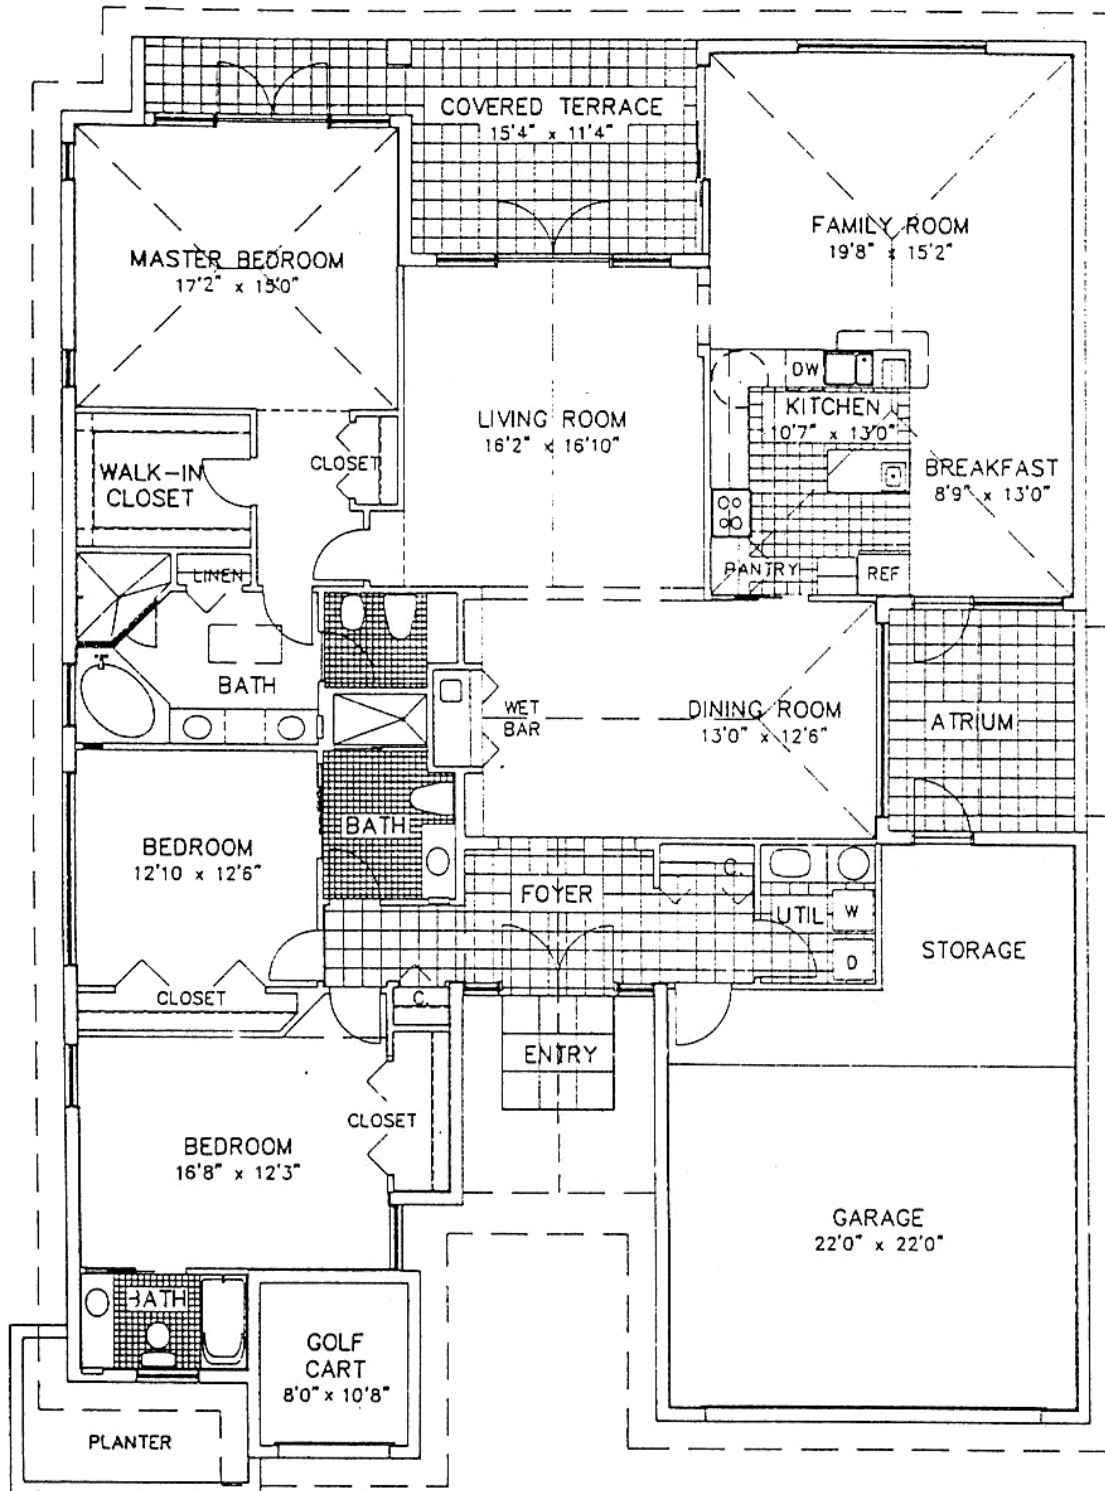 COVERED TERRACE
15'4" x 11'4"
FAMILY ROOM
19'8" x 15'2"
MASTER BEDROOM
17'2" x 15'0"
DW
KITCHEN
10'7" x 13'0"
LIVING ROOM
16'2" x 16'10"
CLOSET
WALK-IN
CLOSET
BREAKFAST
8'9" x 13'0"
LINEN
PANTRY
REF
BATH
WET
BAR
DINING ROOM
13'0" x 12'6"
ATRIUM
BATH
BEDROOM
12'10 x 12'6"
C.
FOYER
UTIL
W
D
STORAGE
CLOSET
C.
ENTRY
CLOSET
BEDROOM
16'8" x 12'3"
GARAGE
22'0" x 22'0"
BATH
GOLF
CART
8'0" x 10'8"
PLANTER